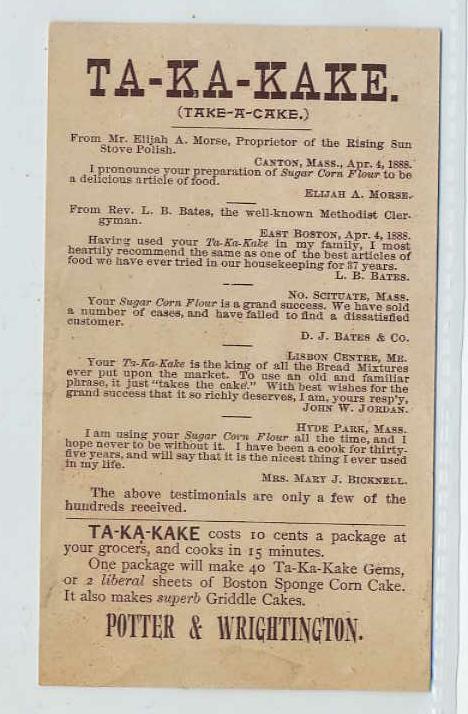 TA-KA-KAKE.
(TAKE-A-CAKE.)
From Mr. Elijah A. Morse, Proprietor of the Rising Sun
Stove Polish.
CANTON, MASS., Apr. 4, 1888.
I pronounce your preparation of Sugar Corn Flour to be
a delicious article of food.
ELIJAH A. MORSE.
From Rev. L. B. Bates, the well-known Methodist Cler-
gyman.
EAST BOSTON, Apr. 4, 1888.
Having used your Ta-Ka-Kake in my family, I most
heartily recommend the same as one of the best articles of
food we have ever tried in our housekeeping for 37 years.
L. B. BATES.
NO. SCITUATE, MASS.
Your Sugar Corn Flour is a grand success. We have sold
a number of cases, and have failed to find a dissatisfied
customer.
D. J. BATES & CO.
LISBON CENTRE, ME.
Your Ta-Ka-Kake is the king of all the Bread Mixtures
ever put upon the market. To use an old and familiar
phrase, it just "takes the cake." With best wishes for the
grand success that it so richly deserves, I am, yours resp'y,
JOHN W. JORDAN.
HYDE PARK, MASS.
I am using your Sugar Corn Flour all the time, and I
hope never to be without it. I have been a cook for thirty-
five years, and will say that it is the nicest thing I ever used
in my life.
MRS. MARY J. BICKNELL.
The above testimonials are only a few of the
hundreds received.
TA-KA-KAKE costs 10 cents a package at
your grocers, and cooks in 15 minutes.
One package will make 40 Ta-Ka-Kake Gems,
or 2 liberal sheets of Boston Sponge Corn Cake.
It also makes superb Griddle Cakes.
POTTER & WRIGHTINGTON.